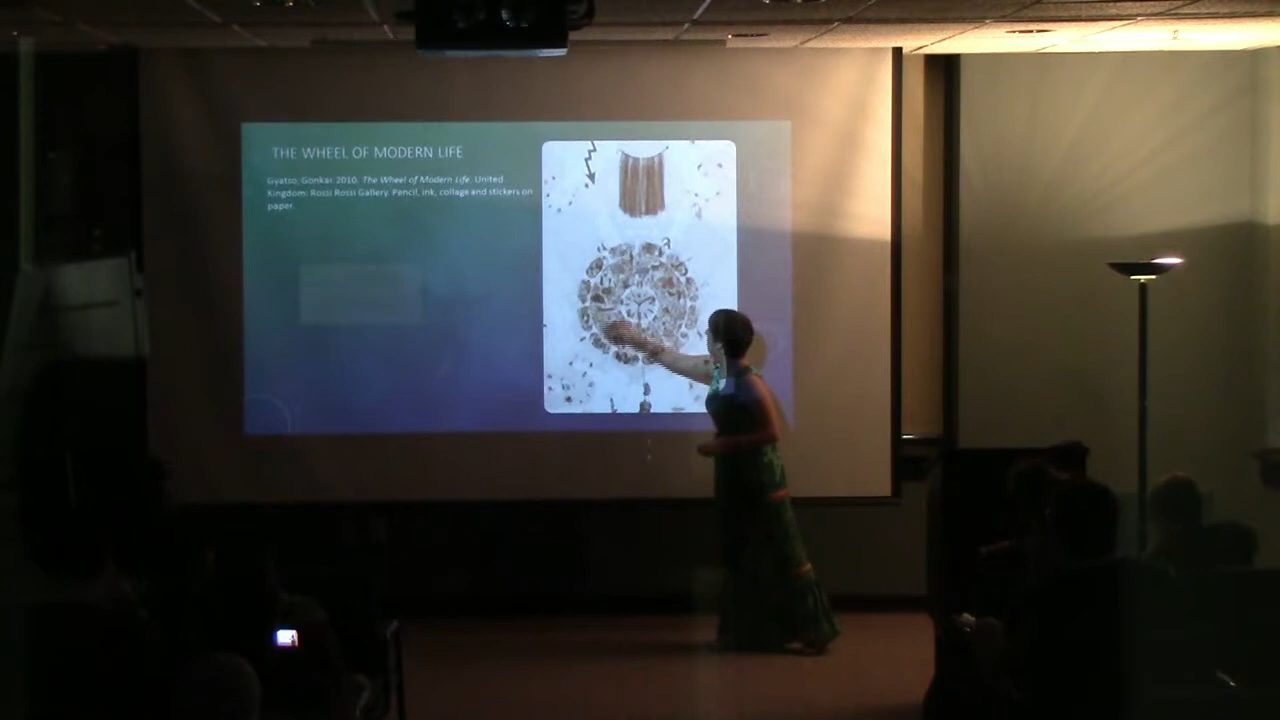 THE WHEEL OF MODERN LIFE
Gyatso, Gonkar. 2010. The Wheel of Modern Life. United
Kingdom: Rossi Rossi Gallery. Pencil, ink, collage and stickers on
paper.